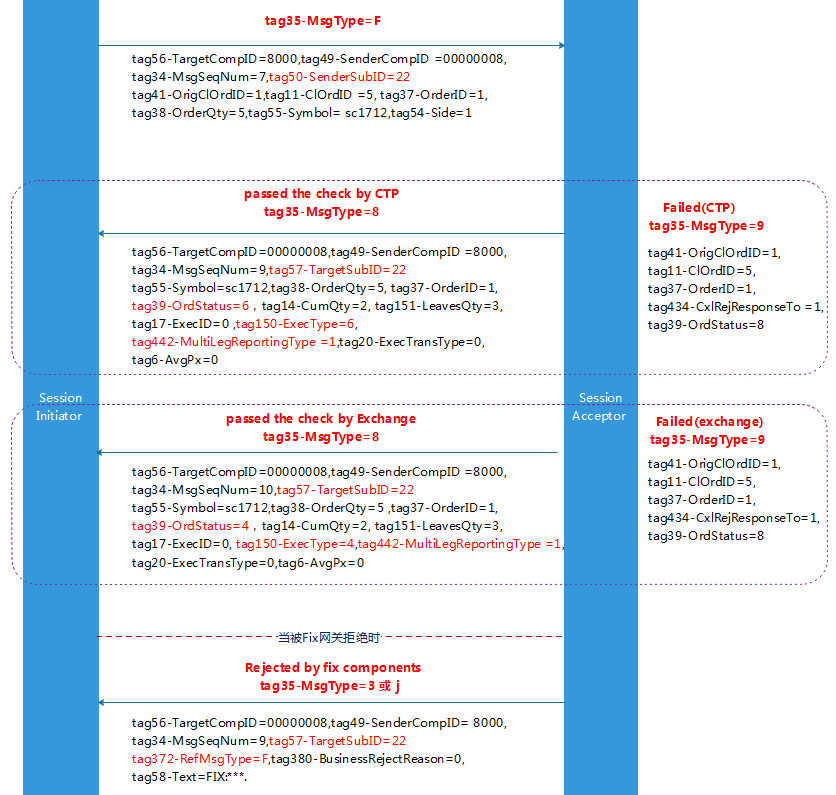 tag35-MsgType=F
tag56-TargetCompID=8000,tag49-SenderCompID =00000008,
tag34-MsgSeqNum=7,tag50-SenderSubID=22
tag41-OrigClOrdID=1,tag11-ClOrdID =5, tag37-OrderID=1,
tag38-OrderQty=5,tag55-Symbol= sc1712,tag54-Side=1
passed the check by CTP
tag35-MsgType=8
tag56-TargetCompID=00000008,tag49-SenderCompID =8000,
tag34-MsgSeqNum=9,tag57-TargetSubID=22
tag55-Symbol=sc1712,tag38-OrderQty=5, tag37-OrderID=1,
tag39-OrdStatus=6 , tag14-CumQty=2, tag151-LeavesQty=3,
tag17-ExecID=0 ,tag150-ExecType=6,
tag442-MultiLegReportingType =1,tag20-ExecTransType=0,
tag6-AvgPx=0
Failed(CTP)
tag35-MsgType=9
tag41-OrigClOrdID=1,
tag11-ClOrdID=5,
tag37-OrderID=1,
tag434-CxlRejResponseTo =1,
tag39-OrdStatus=8
Session
Initiator
Session
Acceptor
passed the check by Exchange
tag35-MsgType=8
tag56-TargetCompID=00000008,tag49-SenderCompID =8000,
tag34-MsgSeqNum=10,tag57-TargetSubID=22
tag55-Symbol=sc1712,tag38-OrderQty=5 ,tag37-OrderID=1,
tag39-OrdStatus=4 , tag14-CumQty=2, tag151-LeavesQty=3,
tag17-ExecID=0, tag150-ExecType=4,tag442-MultiLegReportingType =1,
tag20-ExecTransType=0,tag6-AvgPx=0
Failed(exchange)
tag35-MsgType=9
tag41-OrigClOrdID=1,
tag11-ClOrdID=5,
tag37-OrderID=1,
tag434-CxlRejResponseTo=1,
tag39-OrdStatus=8
当被Fix网关拒绝时
Rejected by fix components
tag35-MsgType=3 或 j
tag56-TargetCompID=00000008,tag49-SenderCompID= 8000,
tag34-MsgSeqNum=9,tag57-TargetSubID=22
tag372-RefMsgType=F,tag380-BusinessRejectReason=0,
tag58-Text=FIX:***.